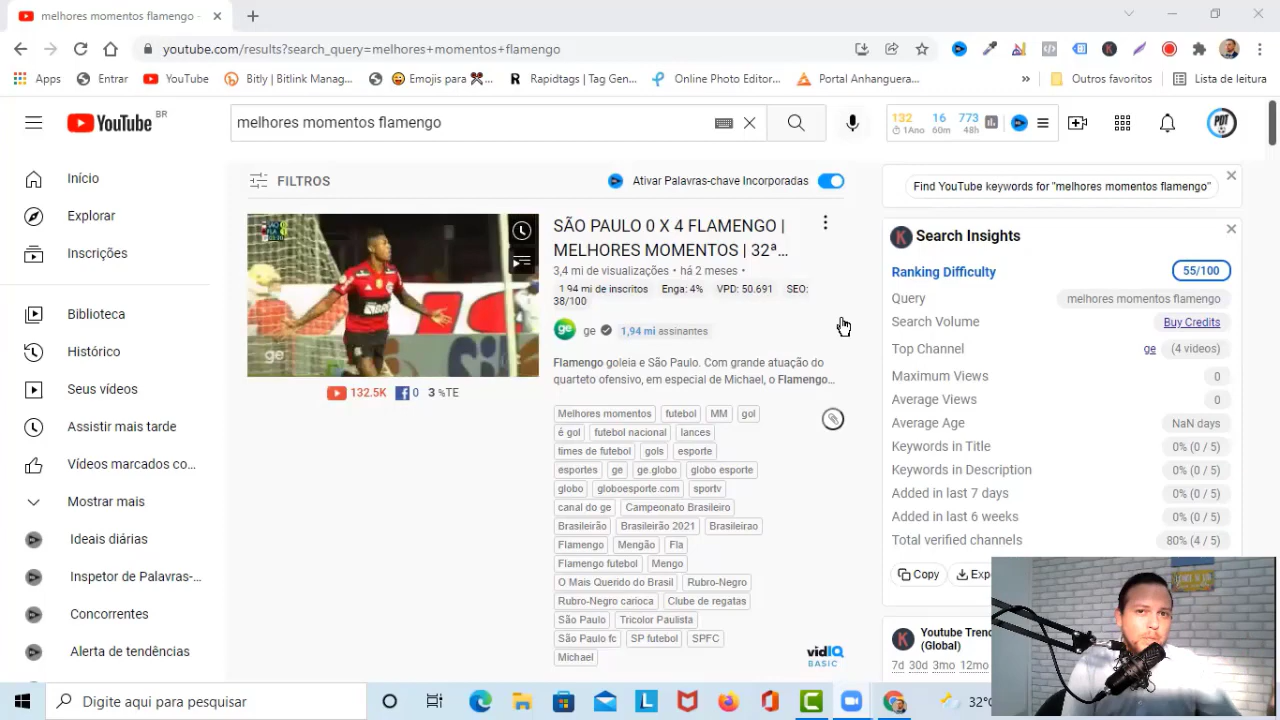 melhores momentos flamengo -
youtube.com/results?search_query=melhores+momentos+flamengo
Apps
Entrar
YouTube
Bitly | Bitlink Manag...
Emojis para
Rapidtags | Tag Gen...
Online Photo Editor...
Portal Anhanguera...
»
Outros favoritos
Lista de leitura
YouTube BR
melhores momentos flamengo
132 16 773
1Ano 60m 48h
PDT
Início
Explorar
Inscrições
Biblioteca
Histórico
Seus vídeos
Assistir mais tarde
Vídeos marcados co...
Mostrar mais
Ideais diárias
Inspetor de Palavras-...
Concorrentes
Alerta de tendências
FILTROS
Ativar Palavras-chave Incorporadas
ge
132.5K 0 3 %TE
SÃO PAULO 0 X 4 FLAMENGO |
MELHORES MOMENTOS | 32ª...
3,4 mi de visualizações • há 2 meses •
1.94 mi de inscritos Enga: 4% VPD: 50.691 SEO:
38/100
ge ge 1,94 mi assinantes
Flamengo goleia e São Paulo. Com grande atuação do
quarteto ofensivo, em especial de Michael, o Flamengo...
Melhores momentos futebol MM gol
é gol futebol nacional lances
times de futebol gols esporte
esportes ge ge.globo globo esporte
globo globoesporte.com sportv
canal do ge Campeonato Brasileiro
Brasileirão Brasileirão 2021 Brasileirao
Flamengo Mengão Fla
Flamengo futebol Mengo
O Mais Querido do Brasil Rubro-Negro
Rubro-Negro carioca Clube de regatas
São Paulo Tricolor Paulista
São Paulo fc SP futebol SPFC
Michael
vidIQ
BASIC
Find YouTube keywords for "melhores momentos flamengo"
K Search Insights
Ranking Difficulty 55/100
Query melhores momentos flamengo
Search Volume Buy Credits
Top Channel ge (4 videos)
Maximum Views 0
Average Views 0
Average Age NaN days
Keywords in Title 0% (0 / 5)
Keywords in Description 0% (0 / 5)
Added in last 7 days 0% (0 / 5)
Added in last 6 weeks 0% (0 / 5)
Total verified channels 80% (4 / 5)
Copy Exp
K Youtube Tren
(Global)
7d 30d 3mo 12mo
Digite aqui para pesquisar
32°